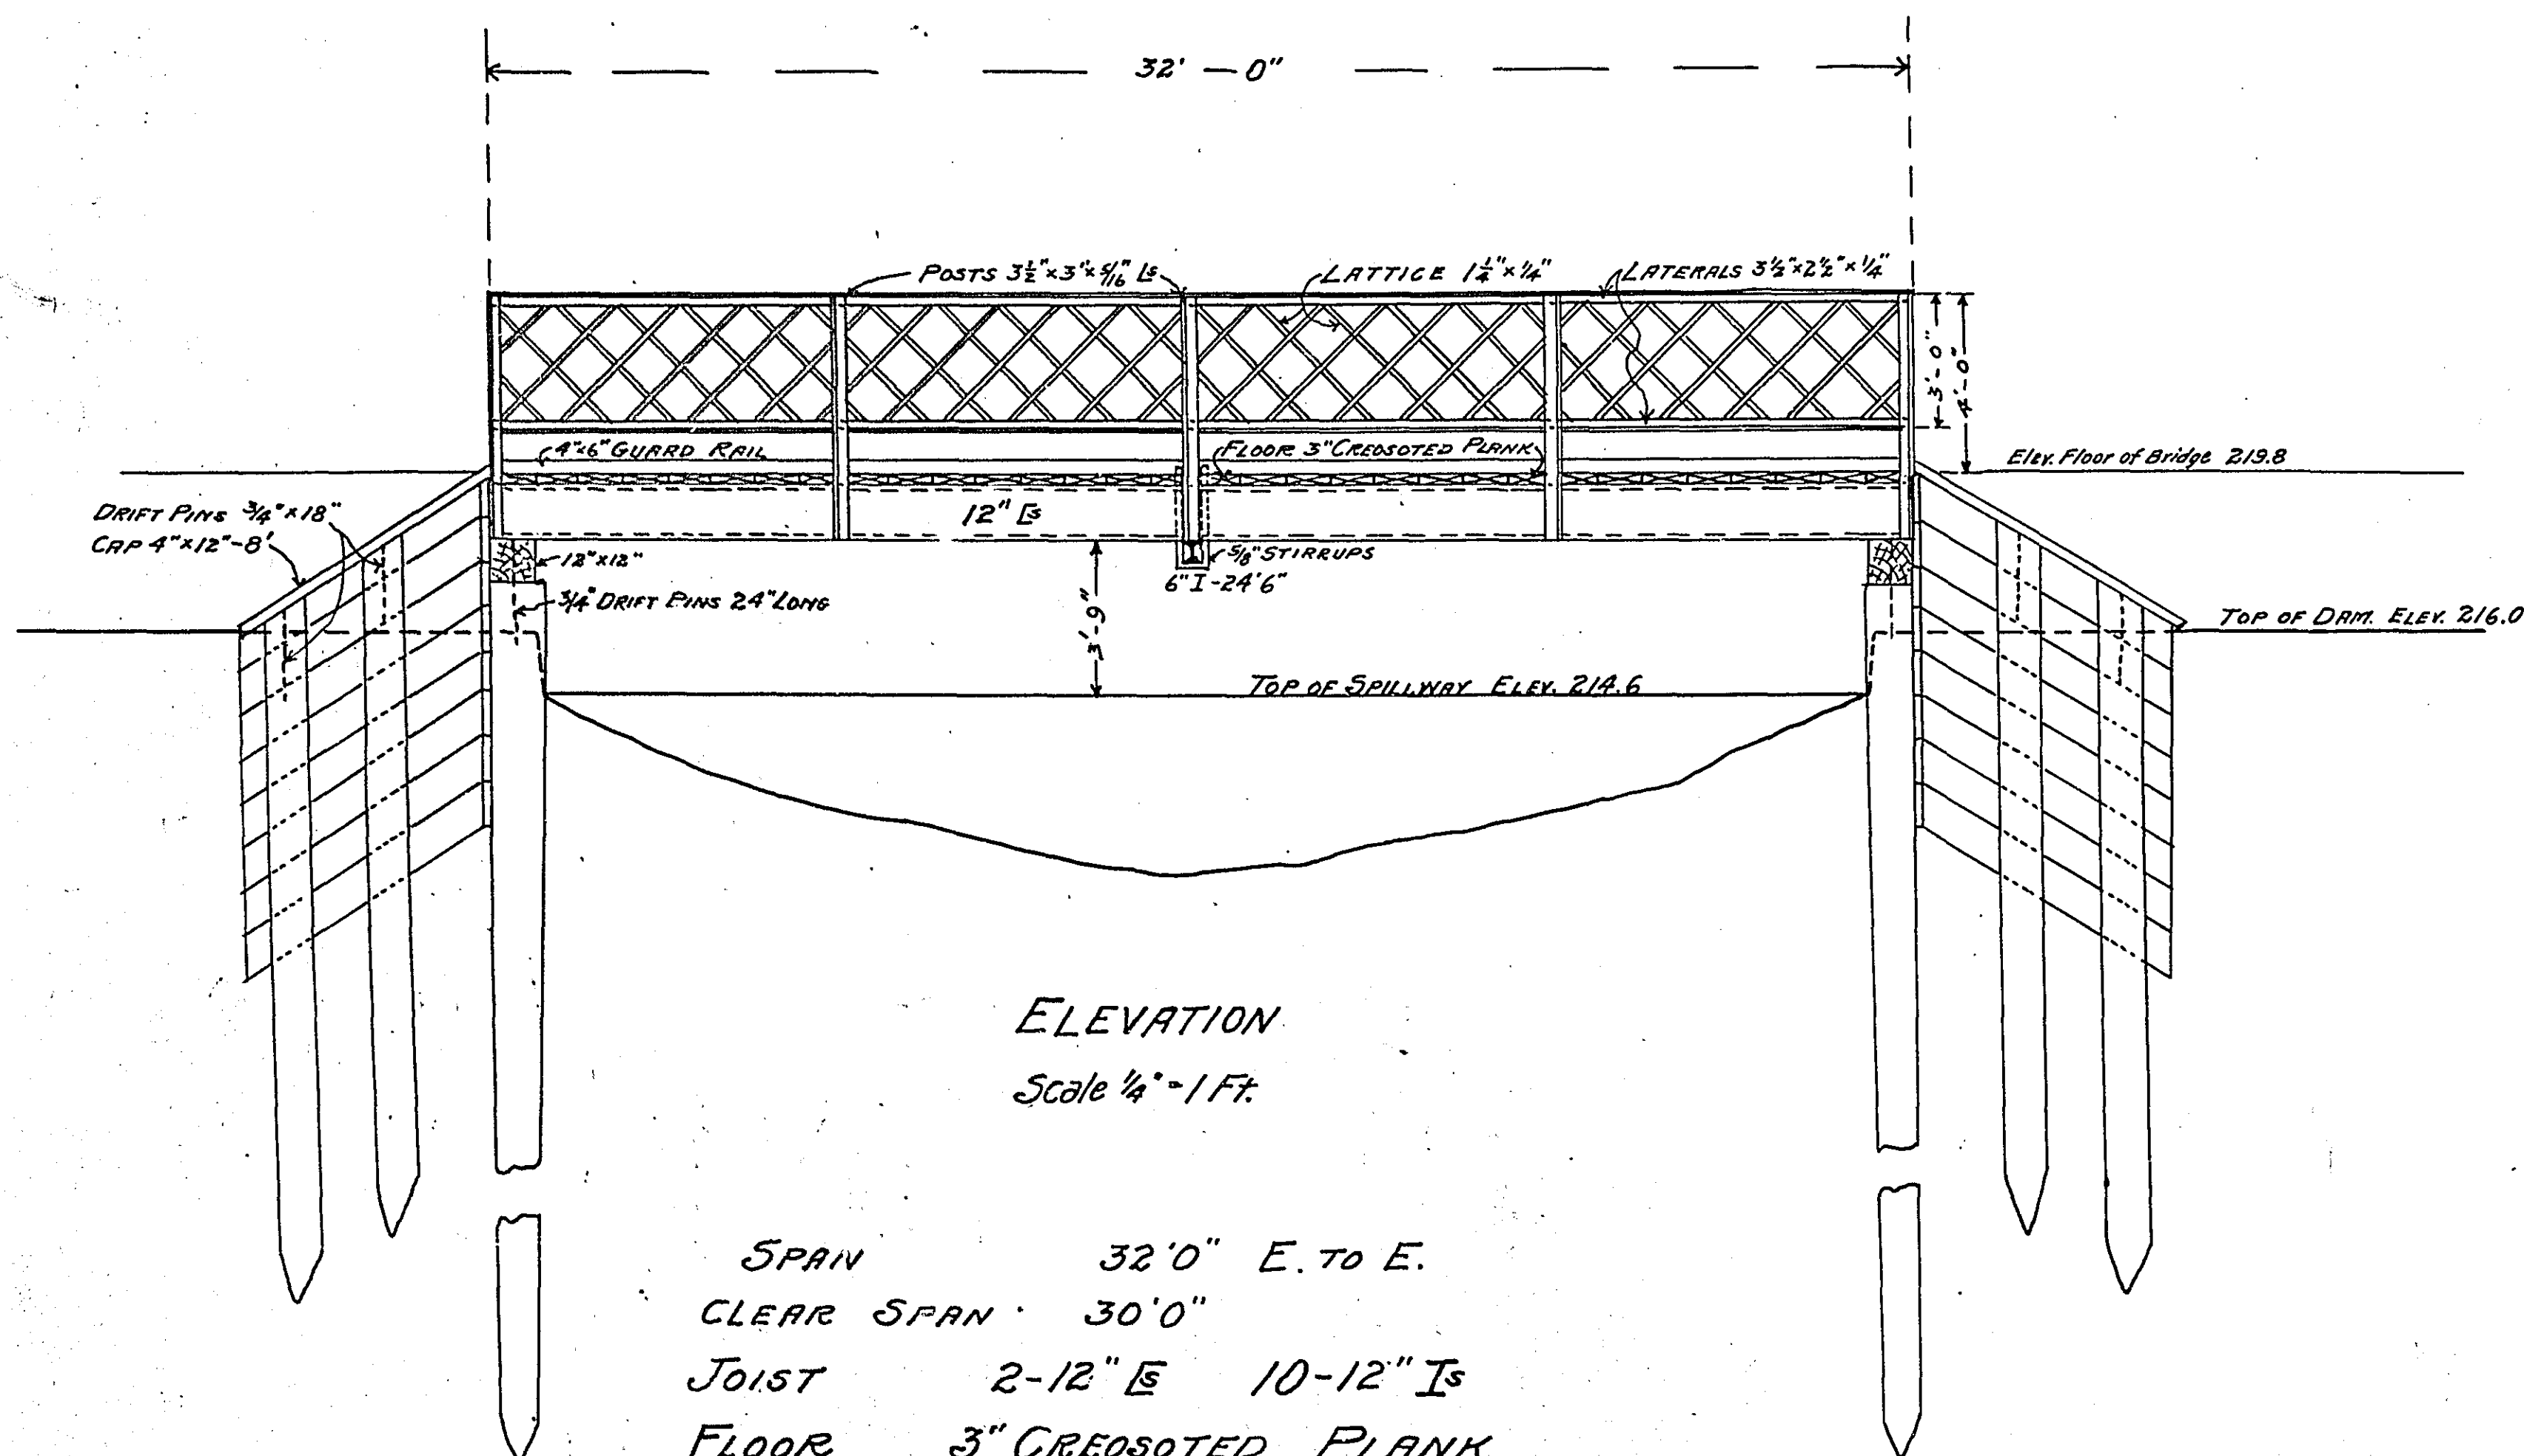 32' — 0"
POSTS 3½"×3"×5/16" Ls
LATTICE 1¼"×¼"
LATERALS 3½"×2½"×¼"
3'-0"
4'-0"
4"×6" GUARD RAIL
FLOOR 3" CREOSOTED PLANK
Elev. Floor of Bridge 219.8
DRIFT PINS ¾"×18"
CAP 4"×12"-8'
12" [s
12"×12"
5/8" STIRRUPS
6" I-24'6"
¾" DRIFT PINS 24" LONG
3'-9"
TOP OF DAM. ELEV. 216.0
TOP OF SPILLWAY ELEV. 214.6
ELEVATION
Scale ¼" = 1 Ft.
SPAN 32'0" E. TO E.
CLEAR SPAN 30'0"
JOIST 2-12" [s 10-12" Is
FLOOR 3" CREOSOTED PLANK